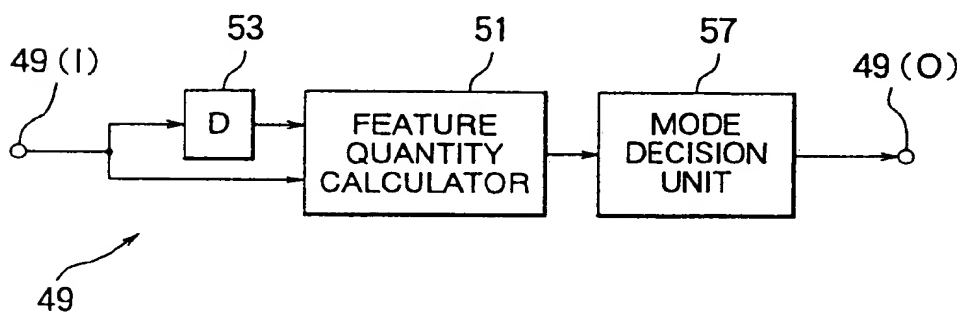 53
51
57
49 (I)
49 (O)
D
FEATURE
QUANTITY
CALCULATOR
MODE
DECISION
UNIT
49